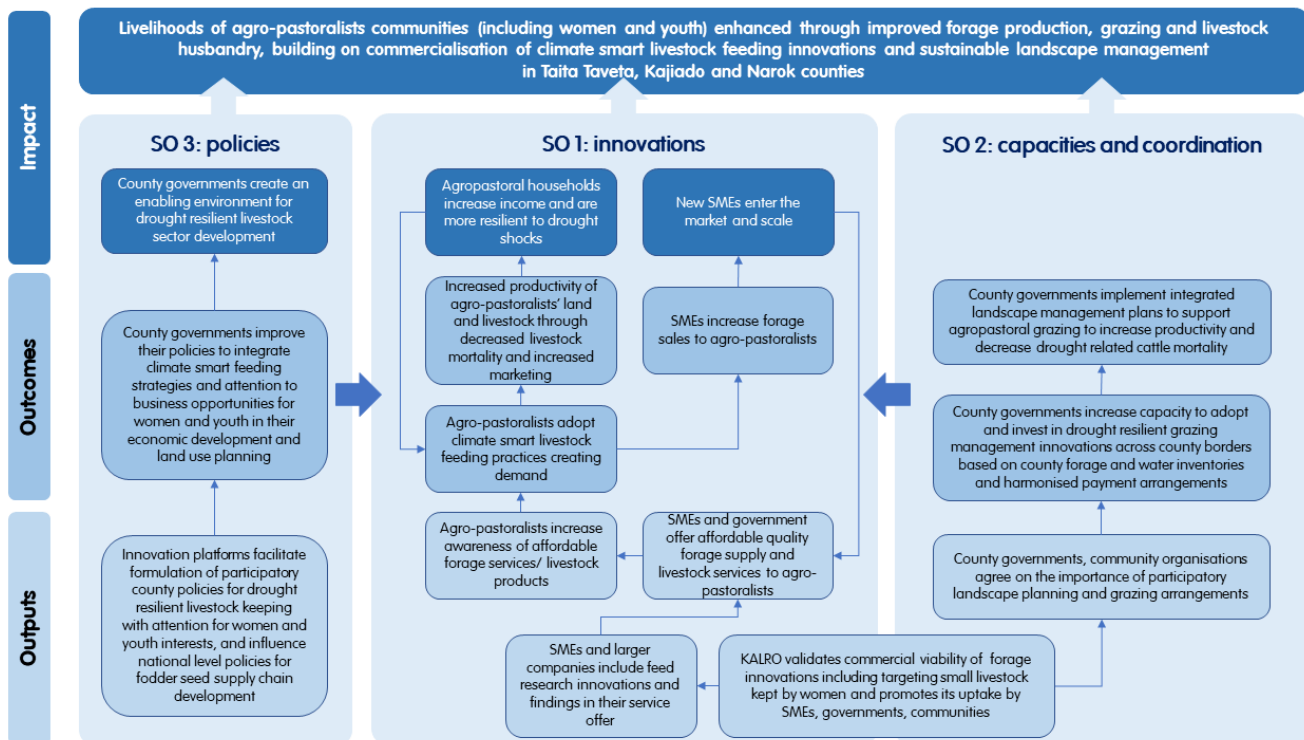 Livelihoods of agro-pastoralists communities (including women and youth) enhanced through improved forage production, grazing and livestock
husbandry, building on commercialisation of climate smart livestock feeding innovations and sustainable landscape management
in Taita Taveta, Kajiado and Narok counties
Impact
Outcomes
Outputs
SO 3: policies
County governments create an
enabling environment for
drought resilient livestock
sector development
County governments improve
their policies to integrate
climate smart feeding
strategies and attention to
business opportunities for
women and youth in their
economic development and
land use planning
Innovation platforms facilitate
formulation of participatory
county policies for drought
resilient livestock keeping
with attention for women and
youth interests, and influence
national level policies for
fodder seed supply chain
development
SO 1: innovations
Agropastoral households
increase income and are
more resilient to drought
shocks
New SMEs enter the
market and scale
Increased productivity of
agro-pastoralists' land
and livestock through
decreased livestock
mortality and increased
marketing
SMEs increase forage
sales to agro-pastoralists
Agro-pastoralists adopt
climate smart livestock
feeding practices creating
demand
Agro-pastoralists increase
awareness of affordable
forage services/ livestock
products
SMEs and government
offer affordable quality
forage supply and
livestock services to agro-
pastoralists
SMEs and larger
companies include feed
research innovations and
findings in their service
offer
KALRO validates commercial viability of forage
innovations including targeting small livestock
kept by women and promotes its uptake by
SMEs, governments, communities
SO 2: capacities and coordination
County governments implement integrated
landscape management plans to support
agropastoral grazing to increase productivity and
decrease drought related cattle mortality
County governments increase capacity to adopt
and invest in drought resilient grazing
management innovations across county borders
based on county forage and water inventories
and harmonised payment arrangements
County governments, community organisations
agree on the importance of participatory
landscape planning and grazing arrangements